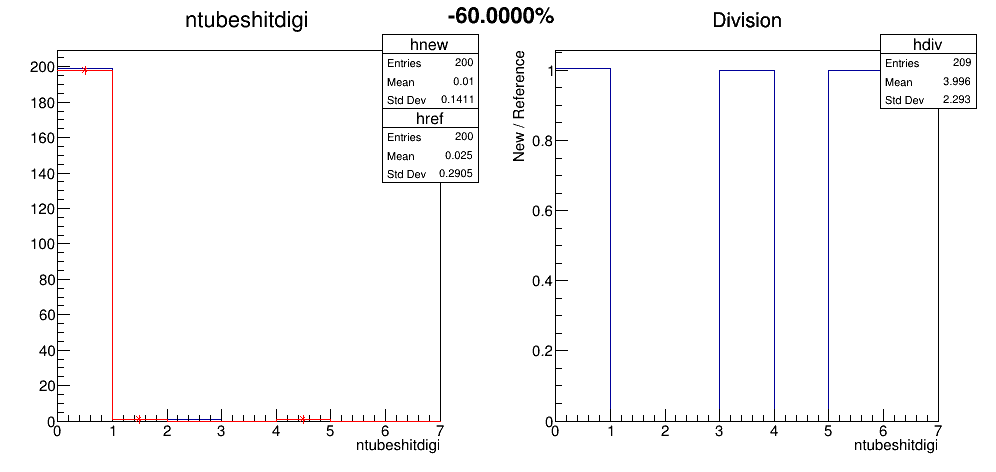 -60.0000%
ntubeshitdigi
hnew
Entries 200
Mean 0.01
Std Dev 0.1411
href
Entries 200
Mean 0.025
Std Dev 0.2905
200
180
160
140
120
100
80
60
40
20
0
0 1 2 3 4 5 6 7
ntubeshitdigi
Division
hdiv
Entries 209
Mean 3.996
Std Dev 2.293
New / Reference
1
0.8
0.6
0.4
0.2
0
0 1 2 3 4 5 6 7
ntubeshitdigi